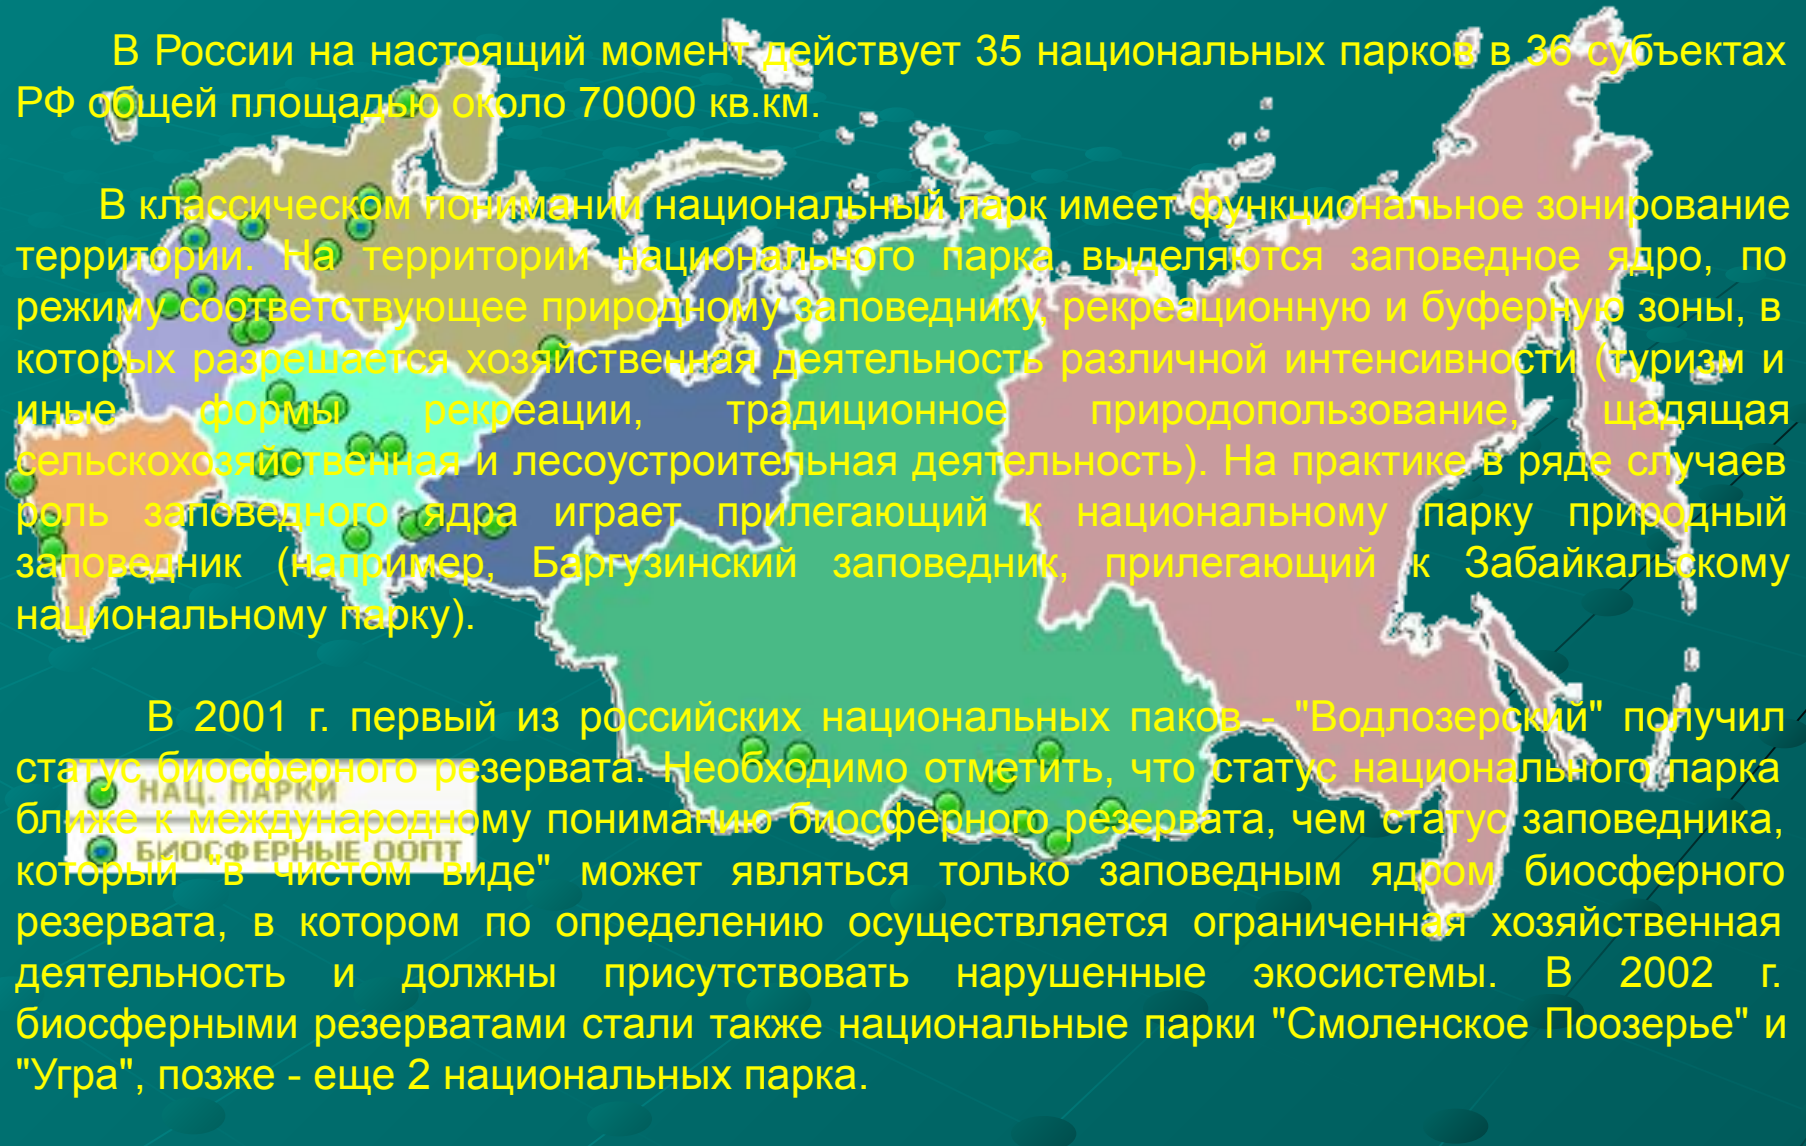 В России на настоящий момент действует 35 национальных парков в 36 субъектах
РФ общей площадью около 70000 кв.км.
В классическом понимании национальный парк имеет функциональное зонирование
территории. На территории национального парка выделяются заповедное ядро, по
режиму соответствующее природному заповеднику, рекреационную и буферную зоны, в
которых разрешается хозяйственная деятельность различной интенсивности (туризм и
иные формы рекреации, традиционное природопользование, щадящая
сельскохозяйственная и лесоустроительная деятельность). На практике в ряде случаев
роль заповедного ядра играет прилегающий к национальному парку природный
заповедник (например, Баргузинский заповедник, прилегающий к Забайкальскому
национальному парку).
В 2001 г. первый из российских национальных паков - "Водлозерский" получил
статус биосферного резервата. Необходимо отметить, что статус национального парка
ближе к международному пониманию биосферного резервата, чем статус заповедника,
который "в чистом виде" может являться только заповедным ядром биосферного
резервата, в котором по определению осуществляется ограниченная хозяйственная
деятельность и должны присутствовать нарушенные экосистемы. В 2002 г.
биосферными резерватами стали также национальные парки "Смоленское Поозерье" и
"Угра", позже - еще 2 национальных парка.
НАЦ. ПАРКИ
БИОСФЕРНЫЕ ООПТ